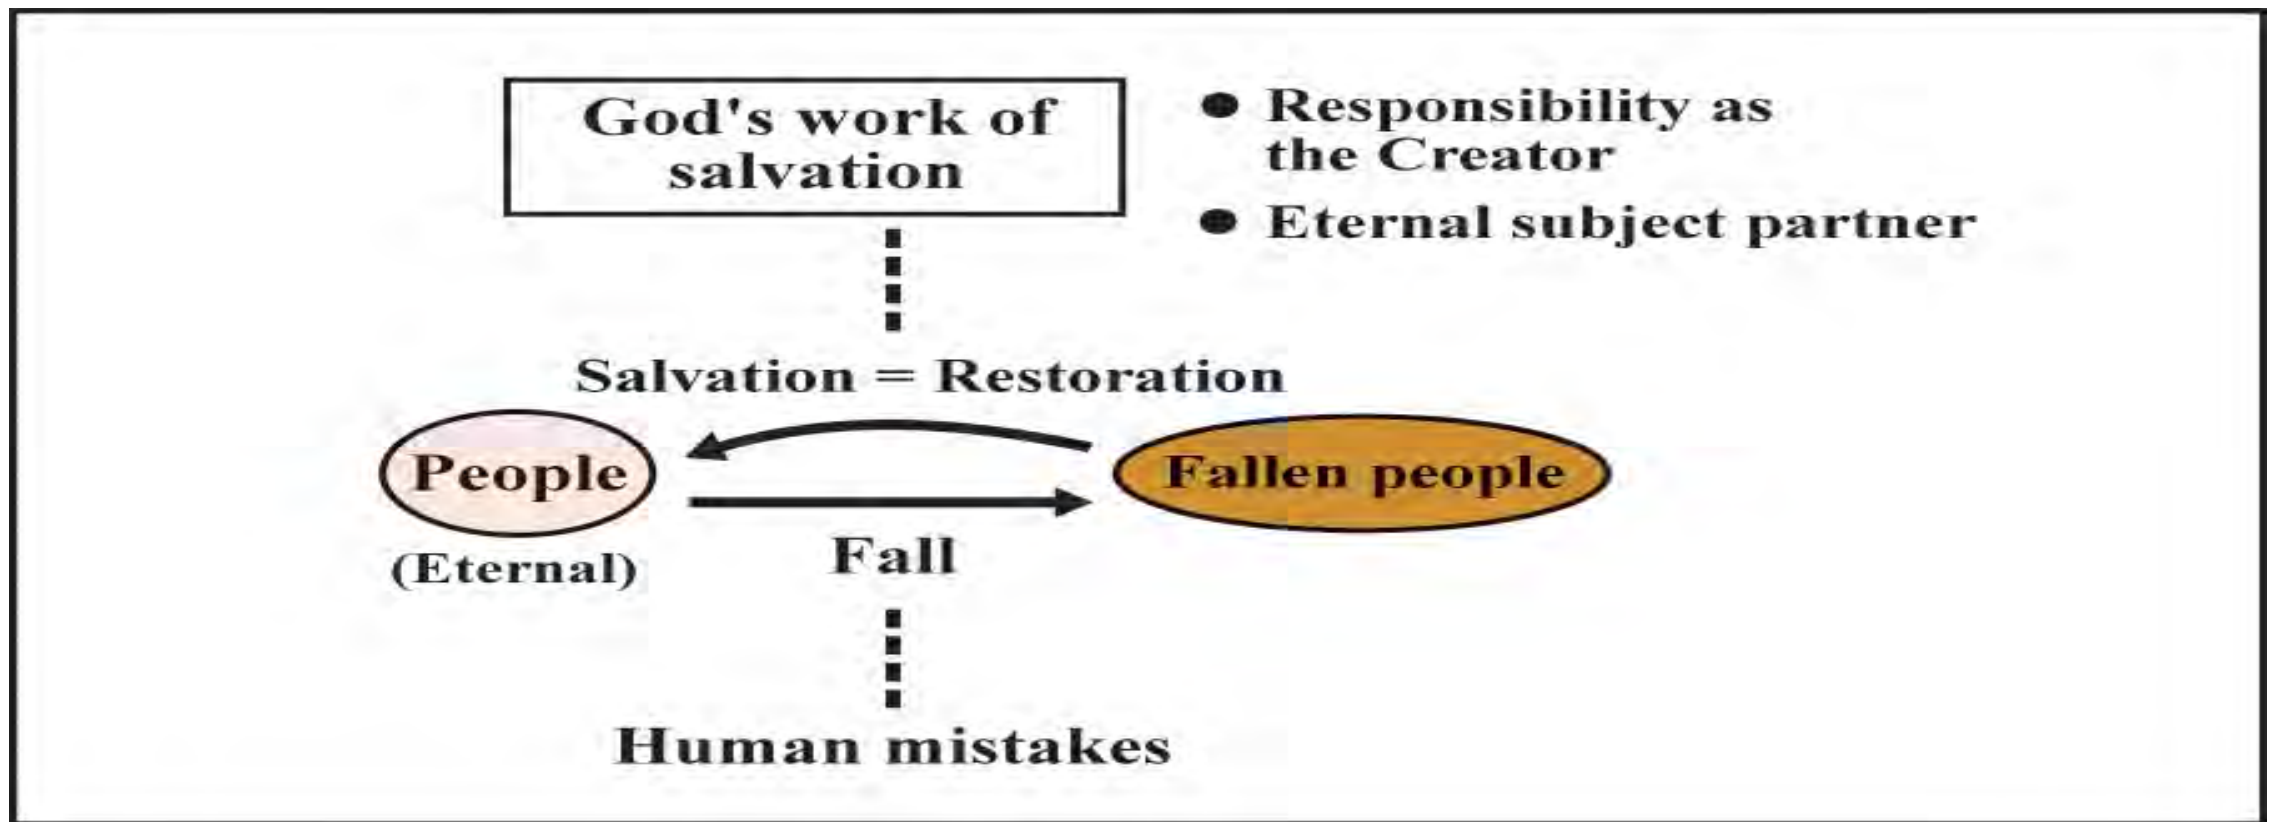 God's work of
salvation
● Responsibility as
the Creator
● Eternal subject partner
Salvation = Restoration
People
Fallen people
(Eternal)
Fall
Human mistakes